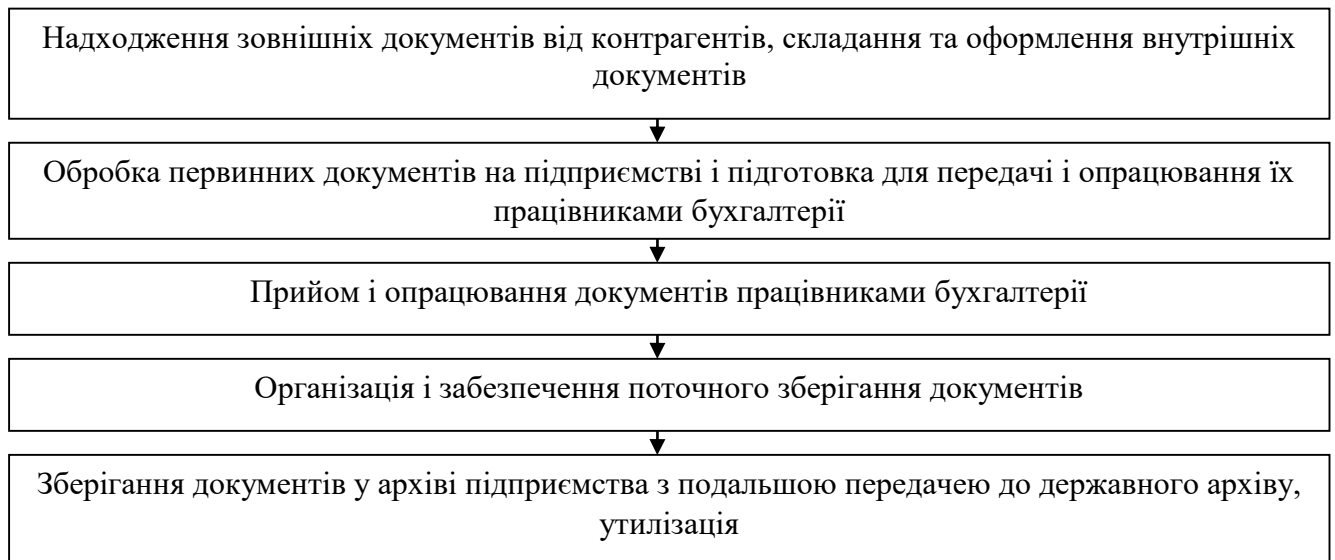 Надходження зовнішніх документів від контрагентів, складання та оформлення внутрішніх
документів
Обробка первинних документів на підприємстві і підготовка для передачі і опрацювання їх
працівниками бухгалтерії
Прийом і опрацювання документів працівниками бухгалтерії
Організація і забезпечення поточного зберігання документів
Зберігання документів у архіві підприємства з подальшою передачею до державного архіву,
утилізація